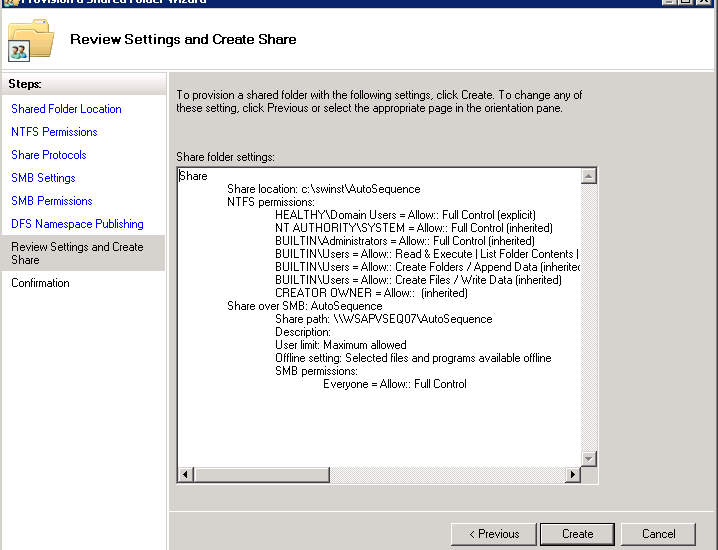 Provision a Shared Folder Wizard
Review Settings and Create Share
Steps:
Shared Folder Location
NTFS Permissions
Share Protocols
SMB Settings
SMB Permissions
DFS Namespace Publishing
Review Settings and Create
Share
Confirmation
To provision a shared folder with the following settings, click Create. To change any of
these setting, click Previous or select the appropriate page in the orientation pane.
Share folder settings:
Share
Share location: c:\swinst\AutoSequence
NTFS permissions:
HEALTHY\Domain Users = Allow:: Full Control (explicit)
NT AUTHORITY\SYSTEM = Allow:: Full Control (inherited)
BUILTIN\Administrators = Allow:: Full Control (inherited)
BUILTIN\Users = Allow:: Read & Execute | List Folder Contents |
BUILTIN\Users = Allow:: Create Folders / Append Data (inherited
BUILTIN\Users = Allow:: Create Files / Write Data (inherited)
CREATOR OWNER = Allow:: (inherited)
Share over SMB: AutoSequence
Share path: \\WSAPVSEQ07\AutoSequence
Description:
User limit: Maximum allowed
Offline setting: Selected files and programs available offline
SMB permissions:
Everyone = Allow:: Full Control
< Previous
Create
Cancel